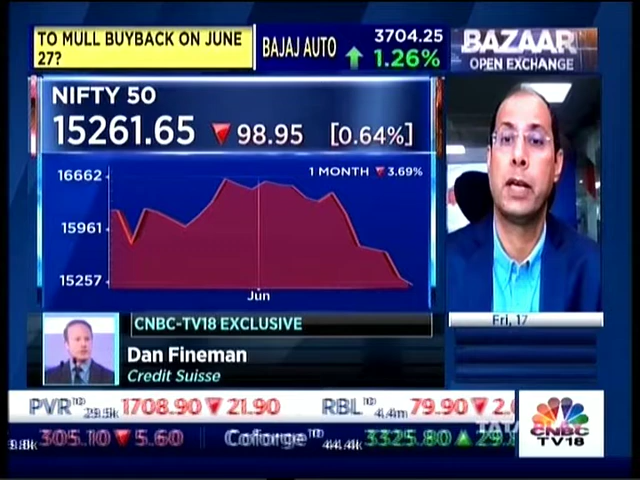 TO MULL BUYBACK ON JUNE
27?
BAJAJ AUTO
3704.25
1.26%
BAZAAR
OPEN EXCHANGE
NIFTY 50
15261.65 98.95 [0.64%]
1 MONTH 3.69%
16662
15961
15257
Jun
Fri, 17
CNBC-TV18 EXCLUSIVE
Dan Fineman
Credit Suisse
PVR 1708.90 21.90 RBL 4.4m 79.90
305.10 5.60 Coforge 3325.80
CNBC
TV18